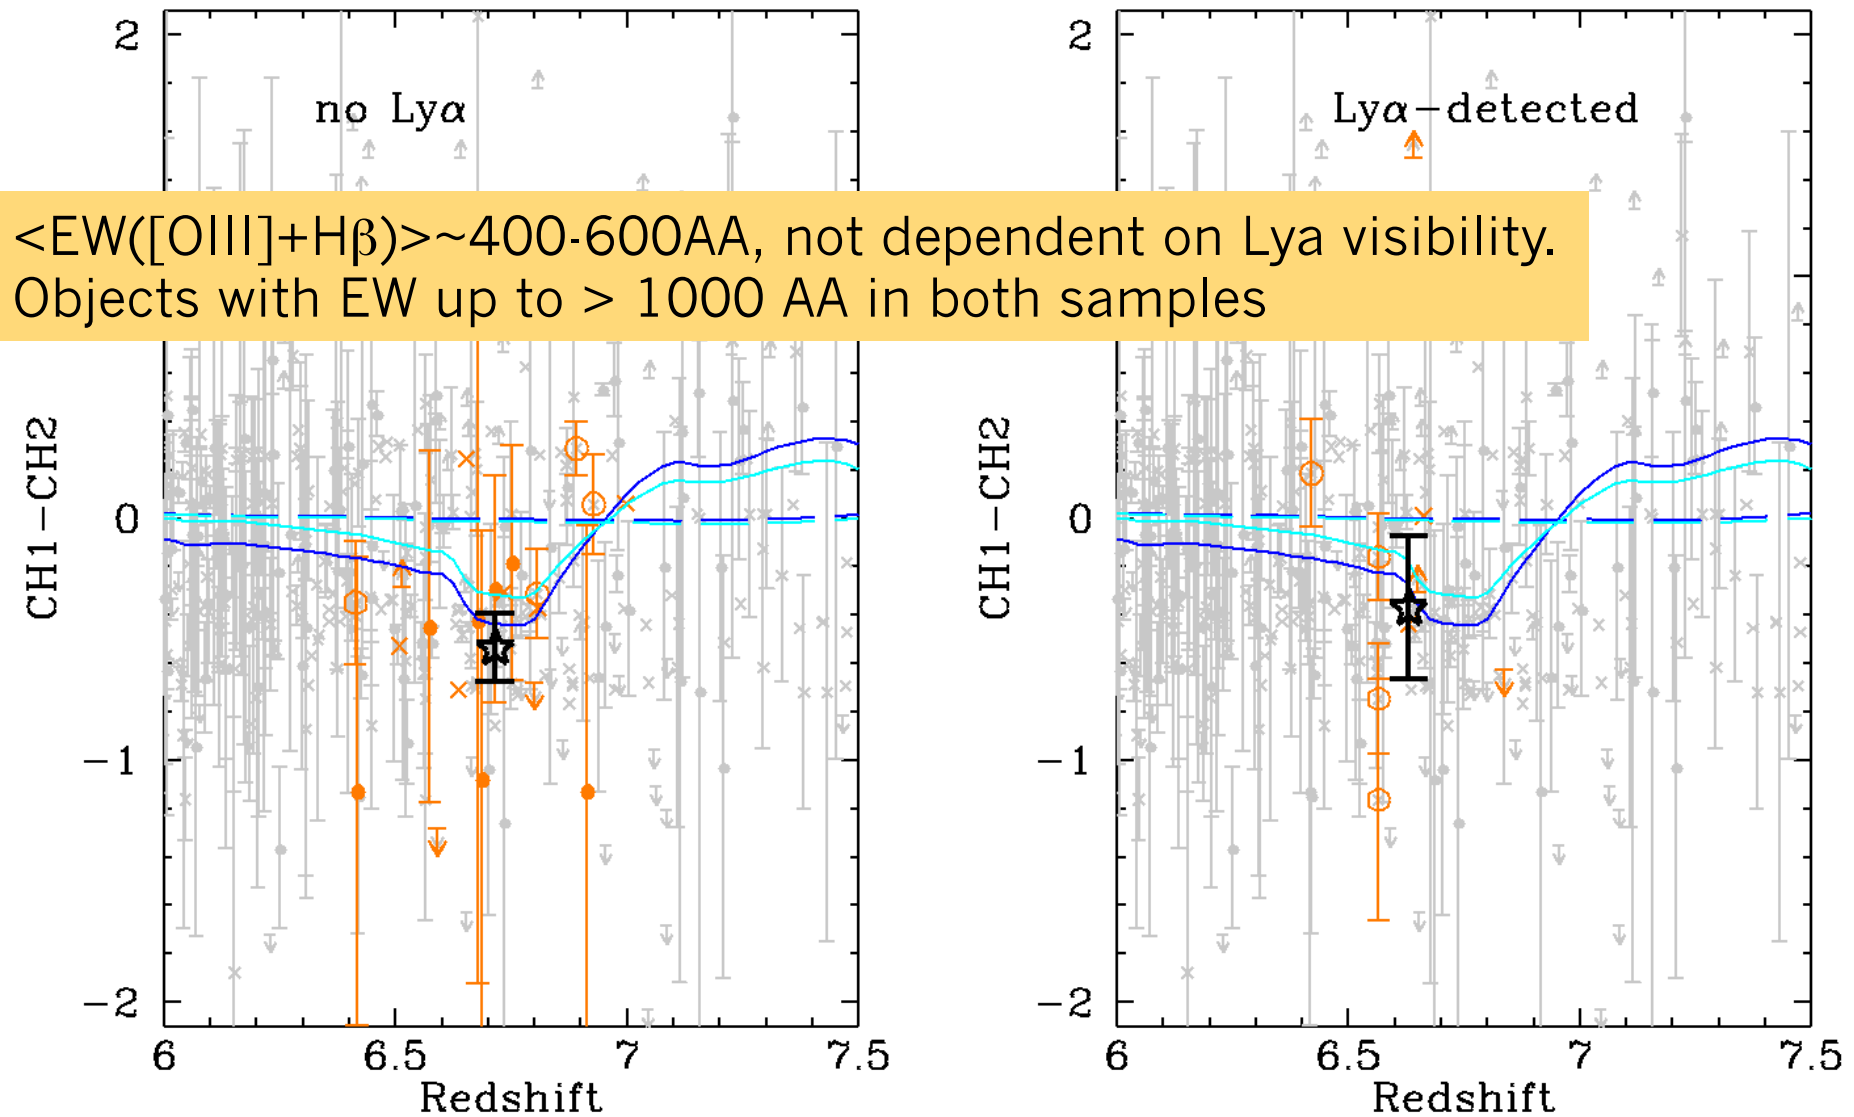 2
no Lyα
2
Lyα-detected
<EW([OIII]+Hβ)>~400-600AA, not dependent on Lya visibility.
Objects with EW up to > 1000 AA in both samples
CH1-CH2
0
-1
-2
6
6.5
7
7.5
Redshift
CH1-CH2
0
-1
-2
6
6.5
7
7.5
Redshift